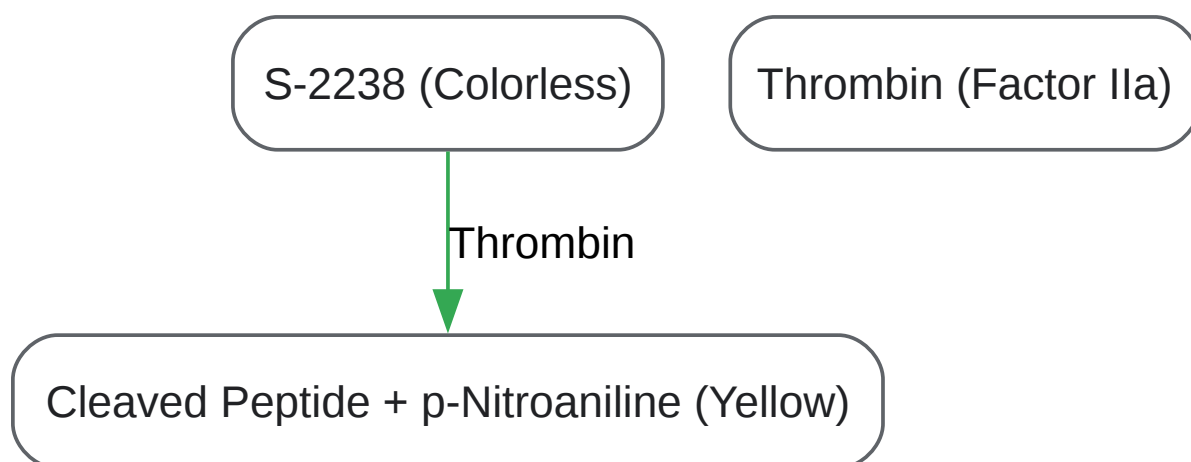 S-2238 (Colorless)
Thrombin (Factor IIa)
Thrombin
Cleaved Peptide + p-Nitroaniline (Yellow)